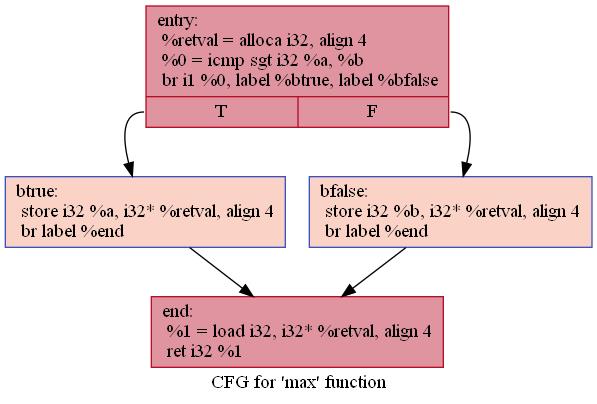 entry:
%retval = alloca i32, align 4
%0 = icmp sgt i32 %a, %b
br i1 %0, label %btrue, label %bfalse
T
F
btrue:
store i32 %a, i32* %retval, align 4
br label %end
bfalse:
store i32 %b, i32* %retval, align 4
br label %end
end:
%1 = load i32, i32* %retval, align 4
ret i32 %1
CFG for 'max' function